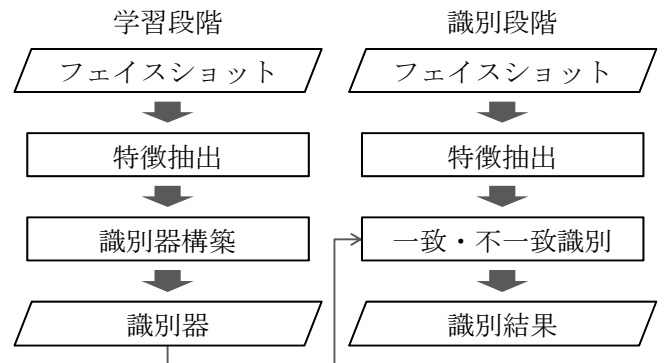 学習段階
フェイスショット
特徴抽出
識別器構築
識別器
識別段階
フェイスショット
特徴抽出
一致・不一致識別
識別結果